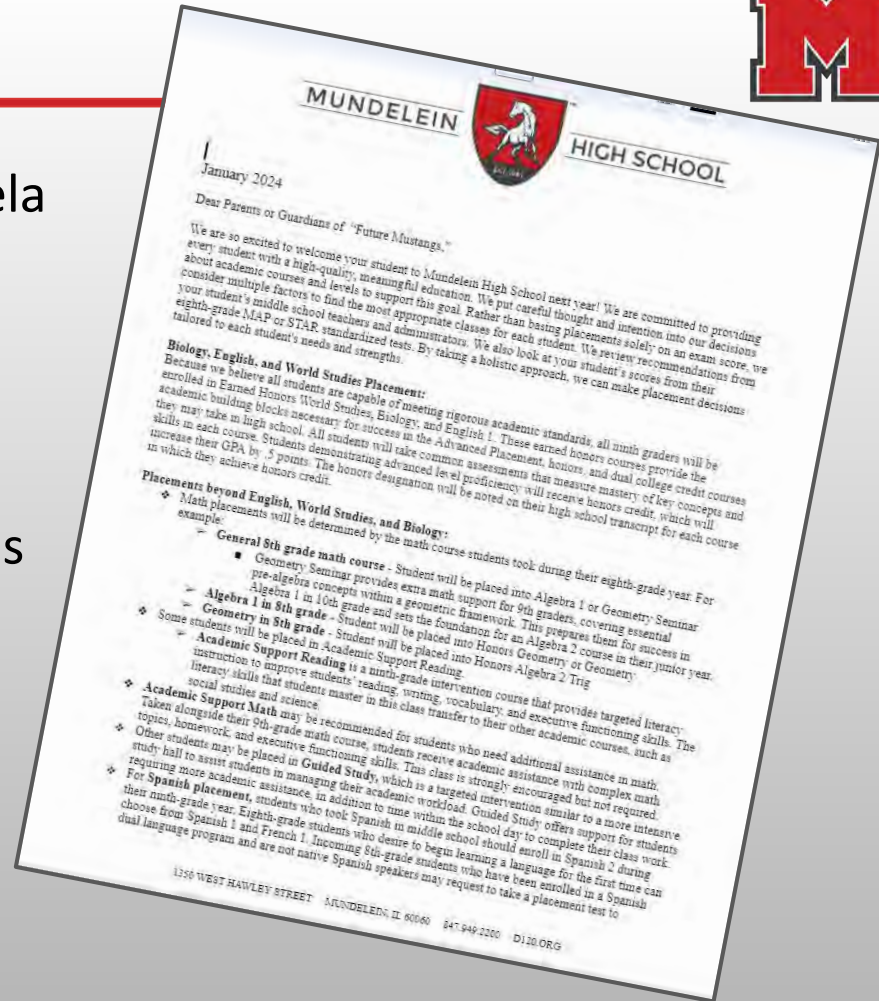 M
ela
s
MUNDELEIN HIGH SCHOOL
January 2024
Dear Parents or Guardians of "Future Mustangs,"
We are so excited to welcome your student to Mundelein High School next year! We are committed to providing
every student with a high-quality, meaningful education. We put careful thought and intention into our decisions
about academic courses and levels to support this goal. Rather than basing placements solely on an exam score, we
consider multiple factors to find the most appropriate classes for each student. We review recommendations from
your student's middle school teachers and administrators. We also look at your student's scores from their
eighth-grade MAP or STAR standardized tests. By taking a holistic approach, we can make placement decisions
tailored to each student's needs and strengths.
Biology, English, and World Studies Placement:
Because we believe all students are capable of meeting rigorous academic standards, all ninth graders will be
enrolled in Earned Honors World Studies, Biology, and English 1. These earned honors courses provide the
academic building blocks necessary for success in the Advanced Placement, honors, and dual college credit courses
they may take in high school. All students will take common assessments that measure mastery of key concepts and
skills in each course. Students demonstrating advanced level proficiency will receive honors credit, which will
increase their GPA by .5 points. The honors designation will be noted on their high school transcript for each course
in which they achieve honors credit.
Placements beyond English, World Studies, and Biology:
❖ Math placements will be determined by the math course students took during their eighth-grade year. For
example:
➢ General 8th grade math course - Student will be placed into Algebra 1 or Geometry Seminar
■ Geometry Seminar provides extra math support for 9th graders, covering essential
pre-algebra concepts within a geometric framework. This prepares them for success in
Algebra 1 in 10th grade and sets the foundation for an Algebra 2 course in their junior year.
➢ Algebra 1 in 8th grade - Student will be placed into Honors Geometry or Geometry
➢ Geometry in 8th grade - Student will be placed into Honors Algebra 2 Trig
❖ Some students will be placed in Academic Support Reading.
➢ Academic Support Reading is a ninth-grade intervention course that provides targeted literacy
instruction to improve students' reading, writing, vocabulary, and executive functioning skills. The
literacy skills that students master in this class transfer to their other academic courses, such as
social studies and science.
❖ Academic Support Math may be recommended for students who need additional assistance in math.
Taken alongside their 9th-grade math course, students receive academic assistance with complex math
topics, homework, and executive functioning skills. This class is strongly encouraged but not required.
❖ Other students may be placed in Guided Study, which is a targeted intervention similar to a more intensive
study hall to assist students in managing their academic workload. Guided Study offers support for students
requiring more academic assistance, in addition to time within the school day to complete their class work.
❖ For Spanish placement, students who took Spanish in middle school should enroll in Spanish 2 during
their ninth-grade year. Eighth-grade students who desire to begin learning a language for the first time can
choose from Spanish 1 and French 1. Incoming 8th-grade students who have been enrolled in a Spanish
dual language program and are not native Spanish speakers may request to take a placement test to
1350 WEST HAWLEY STREET MUNDELEIN, IL 60060 847.949.2200 D120.ORG